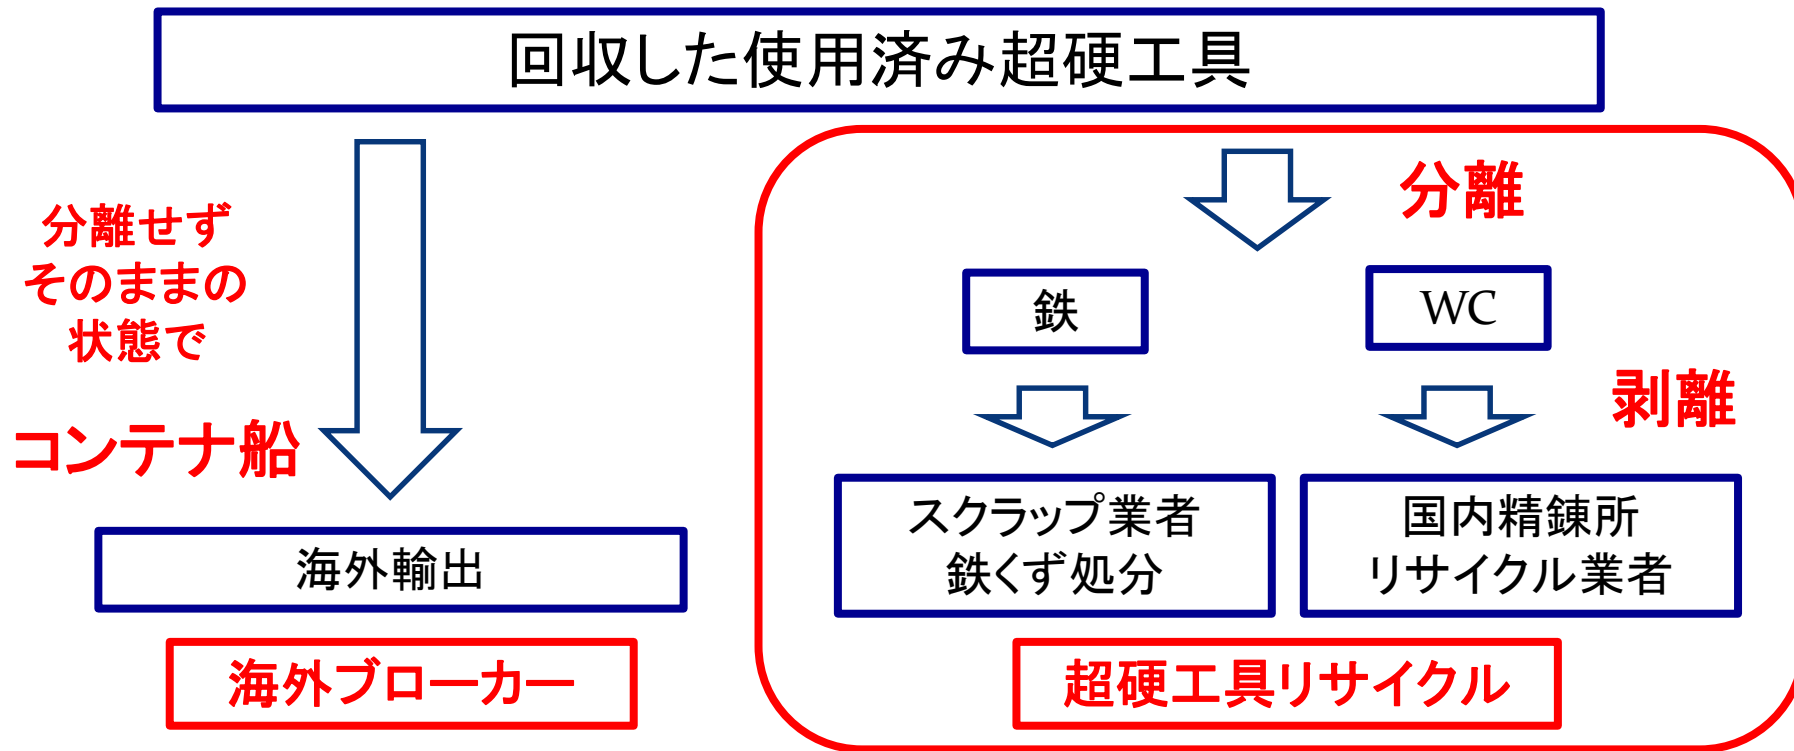 回収した使用済み超硬工具
分離せず
そのままの
状態で
コンテナ船
海外輸出
海外ブローカー
分離
鉄
WC
剥離
スクラップ業者
鉄くず処分
国内精錬所
リサイクル業者
超硬工具リサイクル